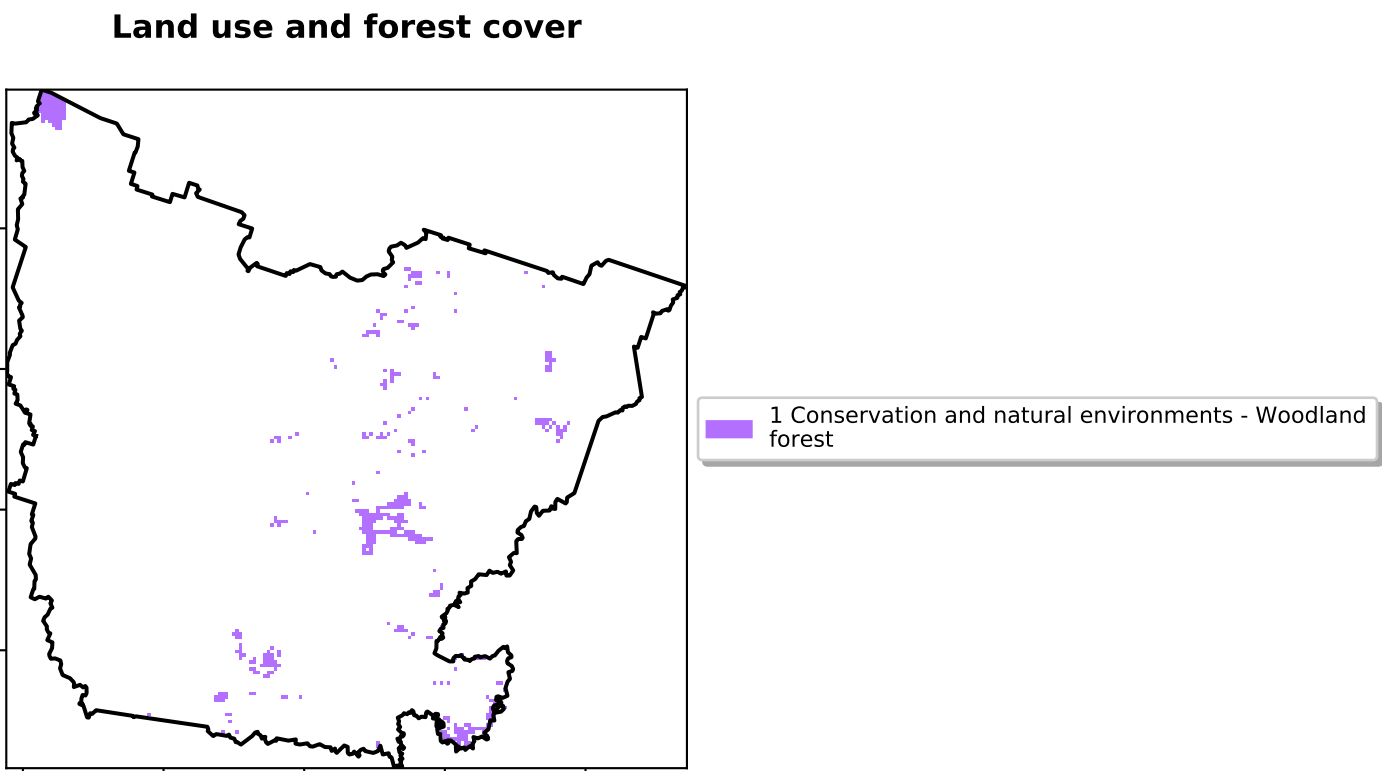 Land use and forest cover
1 Conservation and natural environments - Woodland
forest